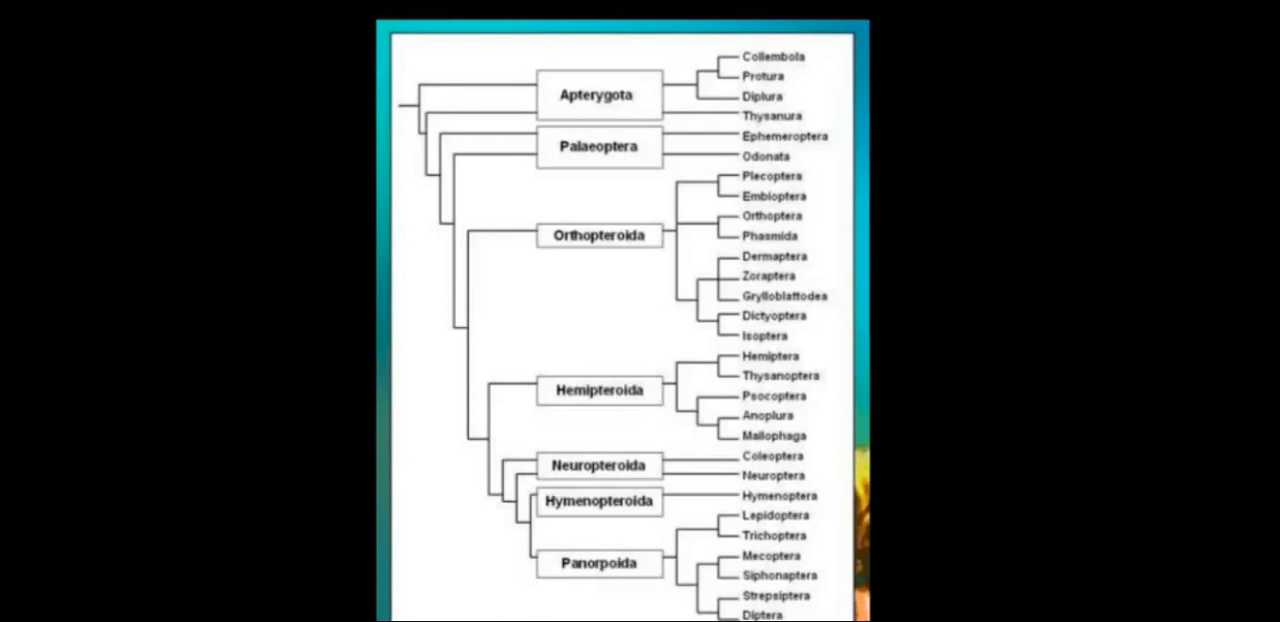 Collembola
Protura
Apterygota
Diplura
Thysanura
Ephemeroptera
Palaeoptera
Odonata
Plecoptera
Embioptera
Orthoptera
Orthopteroida
Phasmida
Dermaptera
Zoraptera
Grylloblattodea
Dictyoptera
Isoptera
Hemiptera
Thysanoptera
Hemipteroida
Psocoptera
Anoplura
Mallophaga
Coleoptera
Neuropteroida
Neuroptera
Hymenoptera
Hymenopteroida
Lepidoptera
Trichoptera
Mecoptera
Panorpoida
Siphonaptera
Strepsiptera
Diptera